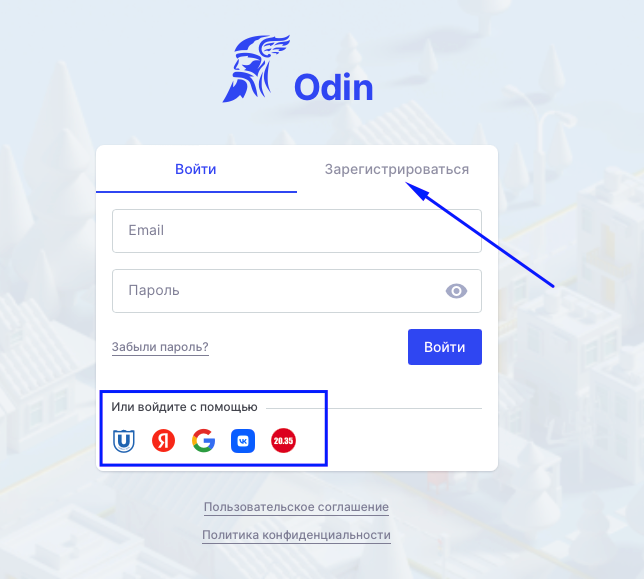 Odin
Войти
Зарегистрироваться
Email
Пароль
Забыли пароль?
Войти
Или войдите с помощью
U Я G VK 20.35
Пользовательское соглашение
Политика конфиденциальности